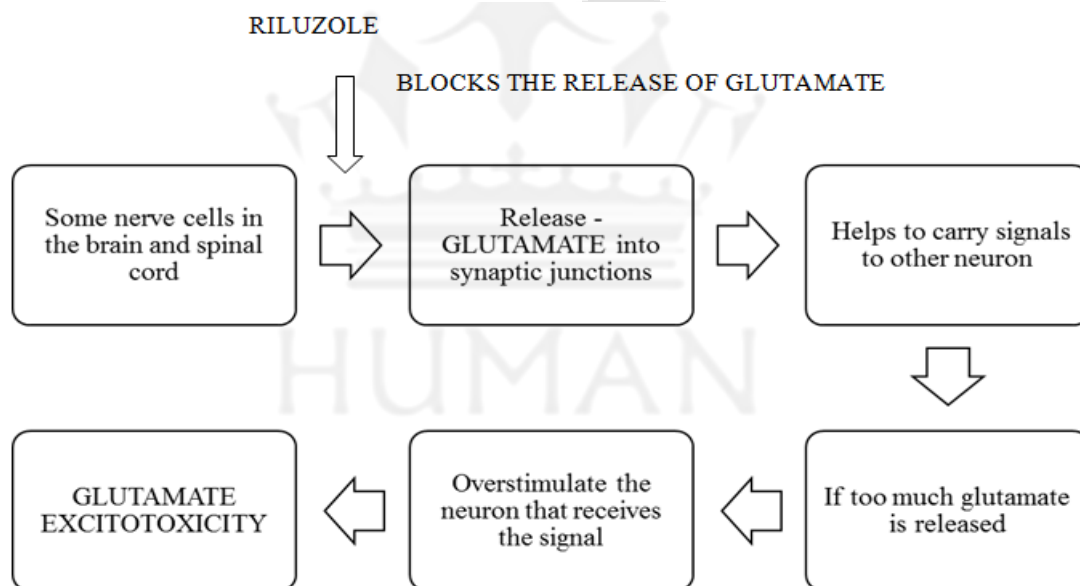 RILUZOLE
BLOCKS THE RELEASE OF GLUTAMATE
Some nerve cells in
the brain and spinal
cord
Release -
GLUTAMATE into
synaptic junctions
Helps to carry signals
to other neuron
HUMAN
If too much glutamate
is released
Overstimulate the
neuron that receives
the signal
GLUTAMATE
EXCITOTOXICITY